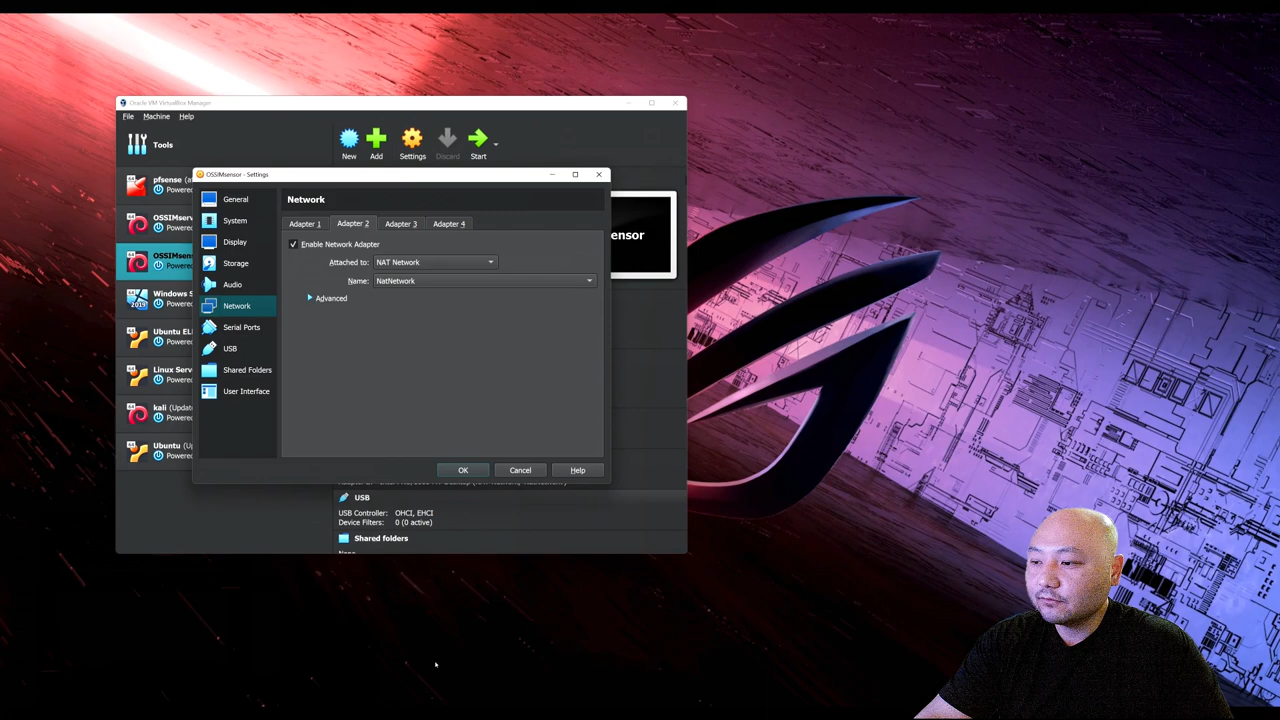 Oracle VM VirtualBox Manager
File Machine Help
Tools
New Add Settings Discard Start
pfsense
Powered
OSSIMserv
Powered
OSSIMsens
Powered
Windows S
Powered
Ubuntu EL
Powered
Linux Serv
Powered
kali (Updat
Powered
Ubuntu (Up
Powered
OSSIMsensor - Settings
General
System
Display
Storage
Audio
Network
Serial Ports
USB
Shared Folders
User Interface
Network
Adapter 1 Adapter 2 Adapter 3 Adapter 4
Enable Network Adapter
Attached to: NAT Network
Name: NatNetwork
Advanced
OK Cancel Help
ensor
USB
USB Controller: OHCI, EHCI
Device Filters: 0 (0 active)
Shared folders